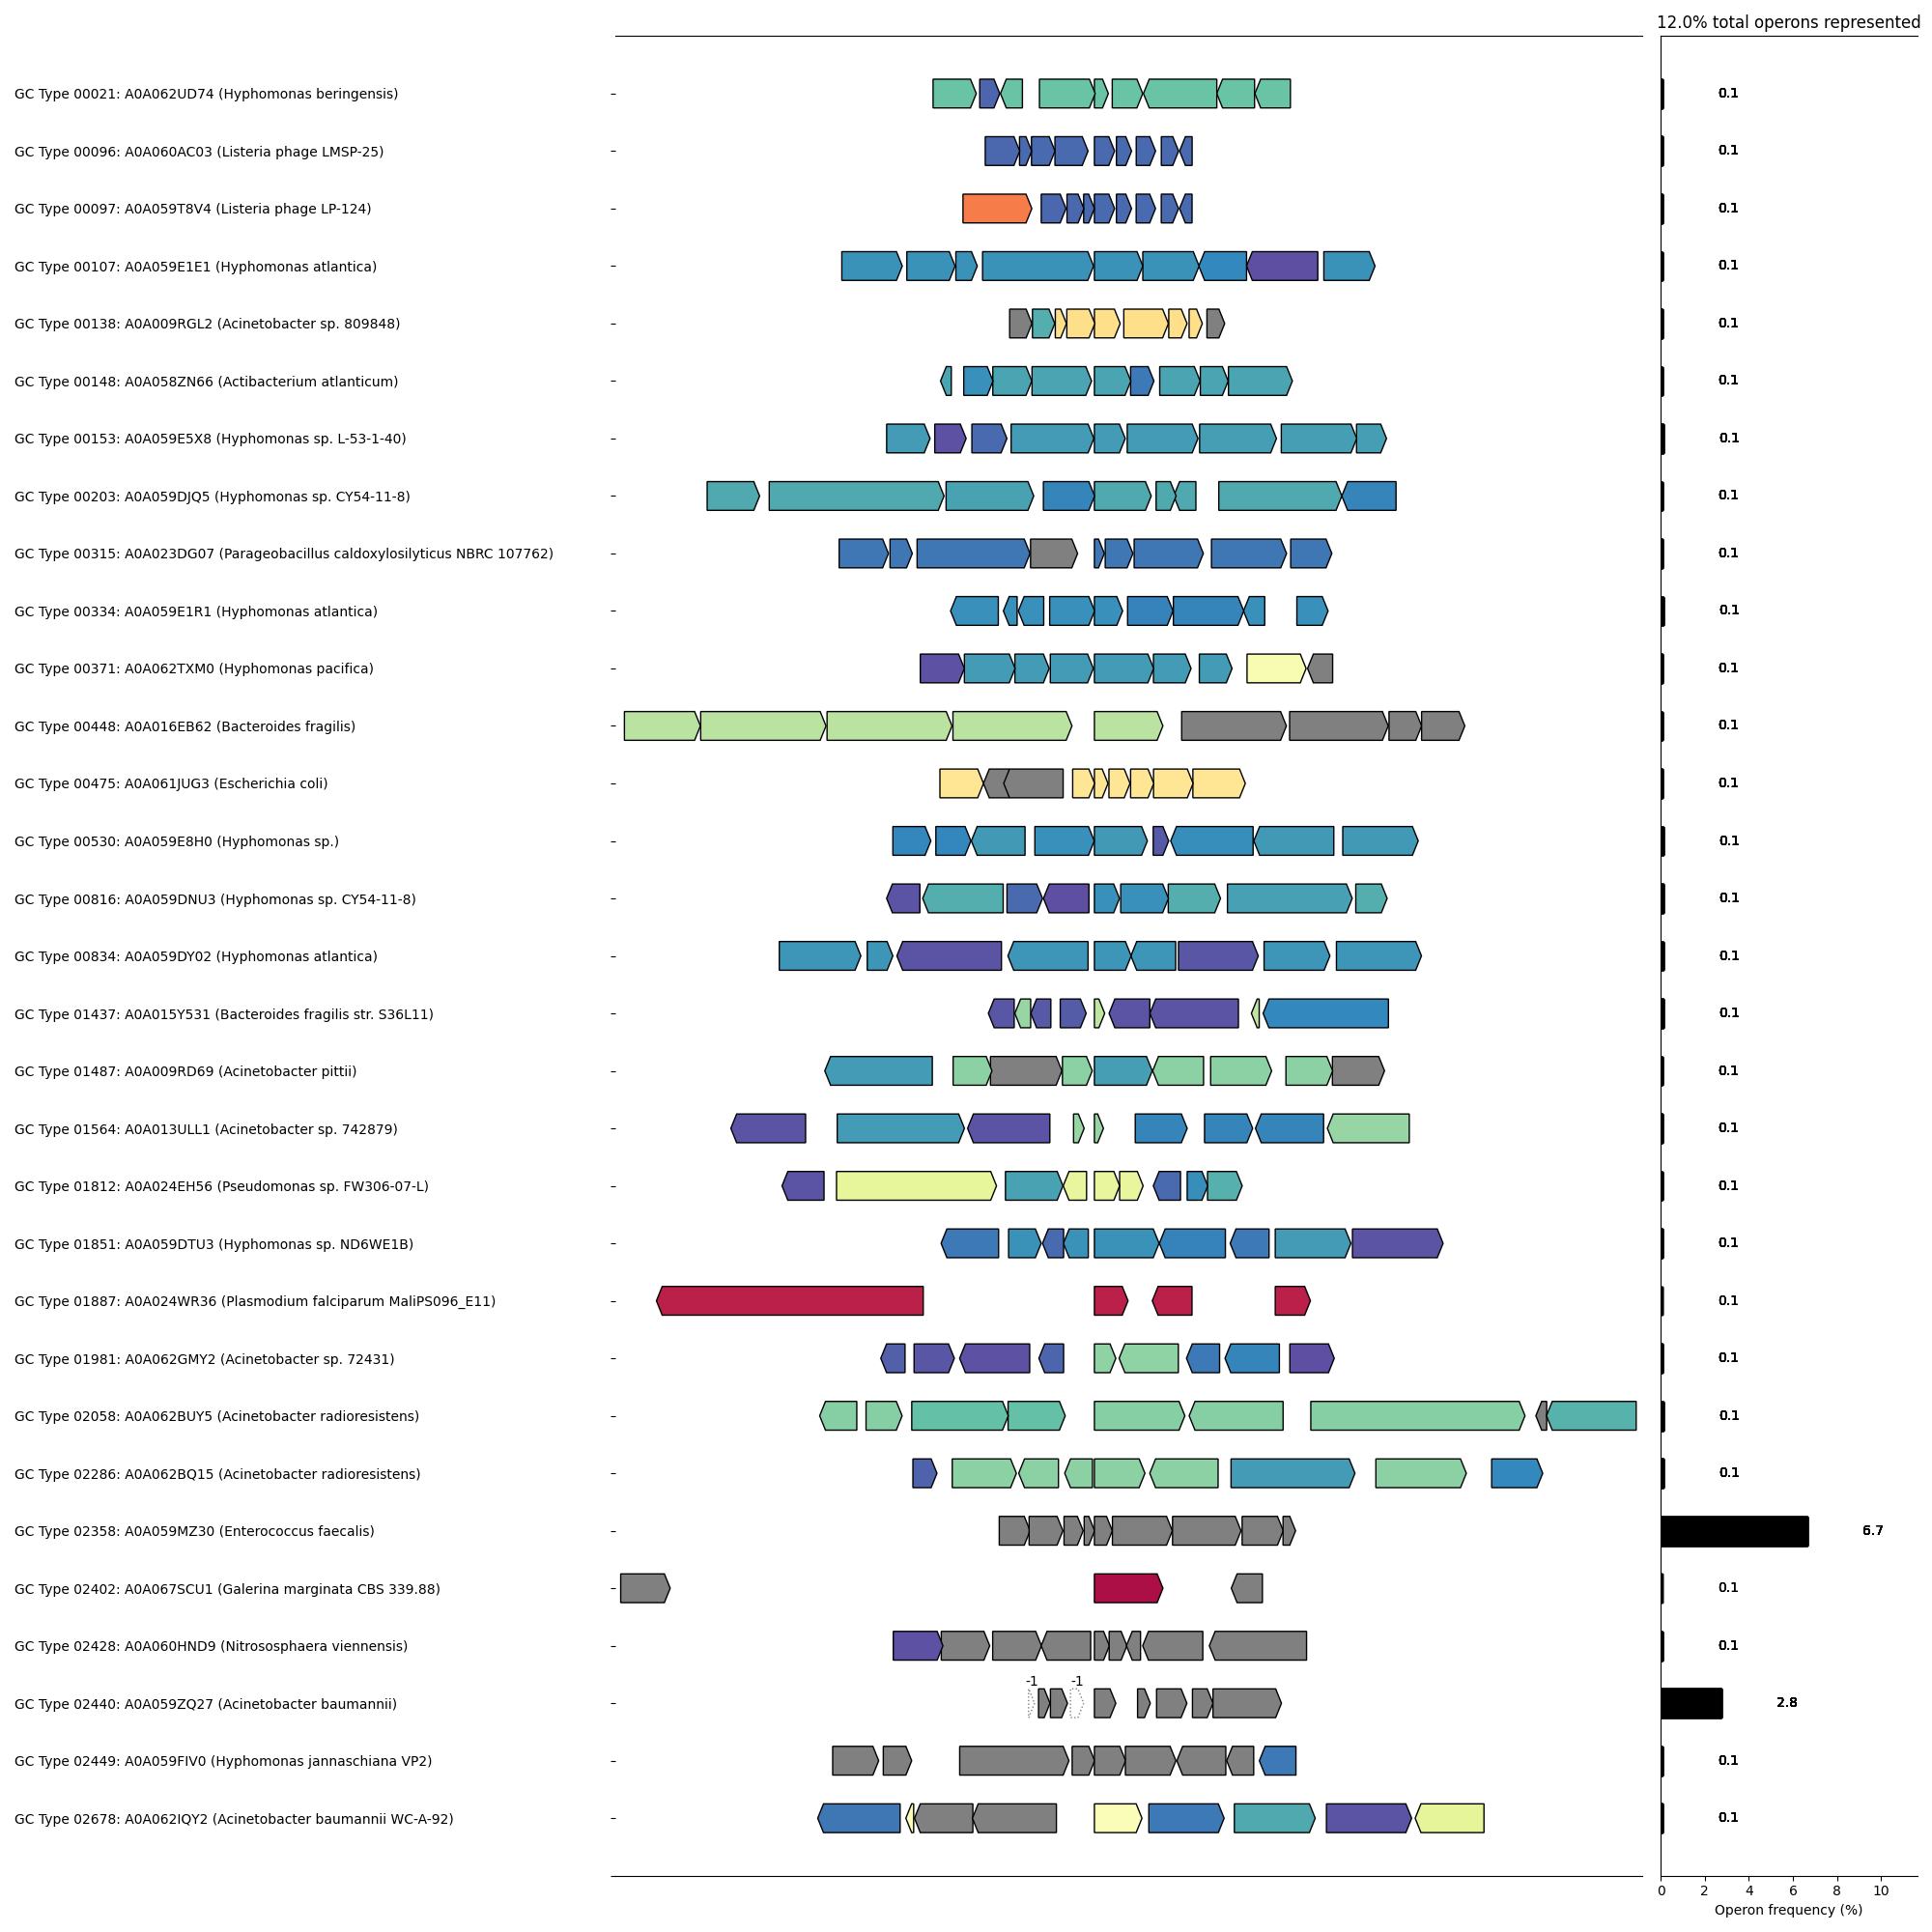 12.0% total operons represented
GC Type 00021: A0A062UD74 (Hyphomonas beringensis) 0.1
GC Type 00096: A0A060AC03 (Listeria phage LMSP-25) 0.1
GC Type 00097: A0A059T8V4 (Listeria phage LP-124) 0.1
GC Type 00107: A0A059E1E1 (Hyphomonas atlantica) 0.1
GC Type 00138: A0A009RGL2 (Acinetobacter sp. 809848) 0.1
GC Type 00148: A0A058ZN66 (Actibacterium atlanticum) 0.1
GC Type 00153: A0A059E5X8 (Hyphomonas sp. L-53-1-40) 0.1
GC Type 00203: A0A059DJQ5 (Hyphomonas sp. CY54-11-8) 0.1
GC Type 00315: A0A023DG07 (Parageobacillus caldoxylosilyticus NBRC 107762) 0.1
GC Type 00334: A0A059E1R1 (Hyphomonas atlantica) 0.1
GC Type 00371: A0A062TXM0 (Hyphomonas pacifica) 0.1
GC Type 00448: A0A016EB62 (Bacteroides fragilis) 0.1
GC Type 00475: A0A061JUG3 (Escherichia coli) 0.1
GC Type 00530: A0A059E8H0 (Hyphomonas sp.) 0.1
GC Type 00816: A0A059DNU3 (Hyphomonas sp. CY54-11-8) 0.1
GC Type 00834: A0A059DY02 (Hyphomonas atlantica) 0.1
GC Type 01437: A0A015Y531 (Bacteroides fragilis str. S36L11) 0.1
GC Type 01487: A0A009RD69 (Acinetobacter pittii) 0.1
GC Type 01564: A0A013ULL1 (Acinetobacter sp. 742879) 0.1
GC Type 01812: A0A024EH56 (Pseudomonas sp. FW306-07-L) 0.1
GC Type 01851: A0A059DTU3 (Hyphomonas sp. ND6WE1B) 0.1
GC Type 01887: A0A024WR36 (Plasmodium falciparum MaliPS096_E11) 0.1
GC Type 01981: A0A062GMY2 (Acinetobacter sp. 72431) 0.1
GC Type 02058: A0A062BUY5 (Acinetobacter radioresistens) 0.1
GC Type 02286: A0A062BQ15 (Acinetobacter radioresistens) 0.1
GC Type 02358: A0A059MZ30 (Enterococcus faecalis) 6.7
GC Type 02402: A0A067SCU1 (Galerina marginata CBS 339.88) 0.1
GC Type 02428: A0A060HND9 (Nitrososphaera viennensis) 0.1
-1 -1
GC Type 02440: A0A059ZQ27 (Acinetobacter baumannii) 2.8
GC Type 02449: A0A059FIV0 (Hyphomonas jannaschiana VP2) 0.1
GC Type 02678: A0A062IQY2 (Acinetobacter baumannii WC-A-92) 0.1
0 2 4 6 8 10
Operon frequency (%)